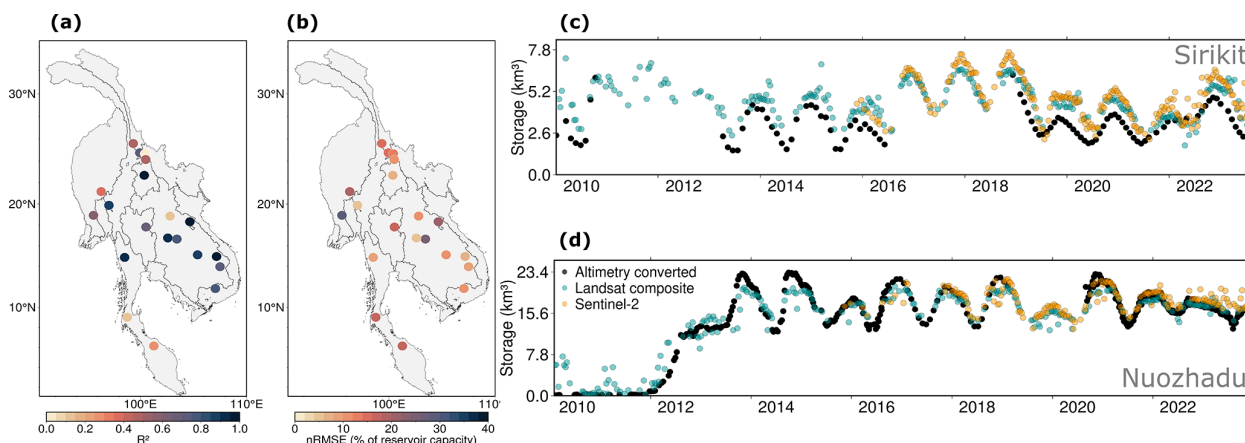 (a)
(b)
(c)
(d)
30°N
20°N
10°N
100°E
110°E
0.0 0.2 0.4 0.6 0.8 1.0
R²
30°N
20°N
10°N
100°E
110'
0 10 20 30 40
nRMSE (% of reservoir capacity)
Sirikit
Storage (km³)
7.8
5.2
2.6
0.0
2010 2012 2014 2016 2018 2020 2022
Altimetry converted
Landsat composite
Sentinel-2
Storage (km³)
23.4
15.6
7.8
0.0
Nuozhadu
2010 2012 2014 2016 2018 2020 2022